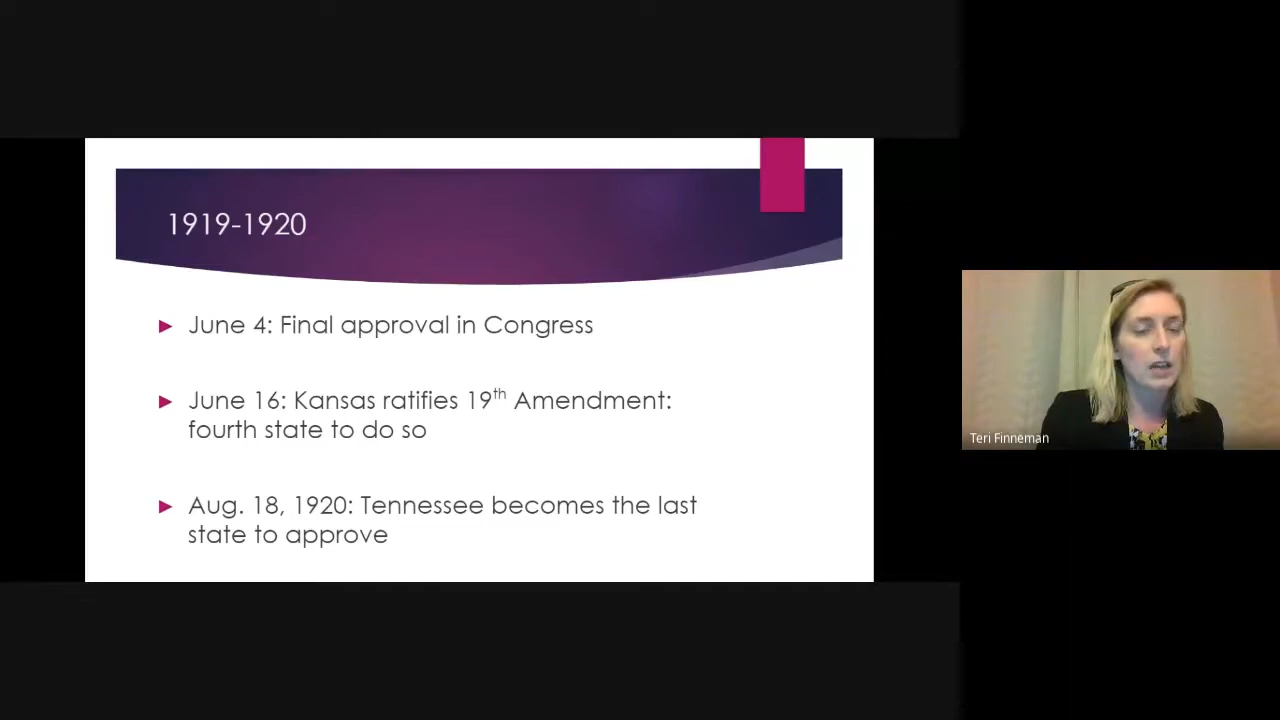 1919-1920
June 4: Final approval in Congress
June 16: Kansas ratifies 19th Amendment:
fourth state to do so
Aug. 18, 1920: Tennessee becomes the last
state to approve
Teri Finneman